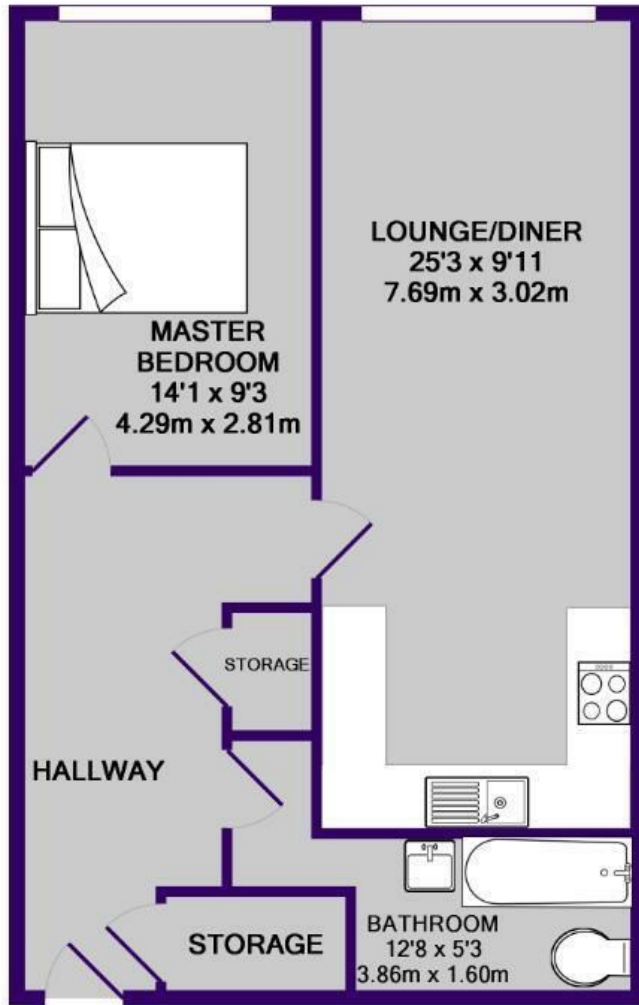 LOUNGE/DINER
25'3 x 9'11
7.69m x 3.02m
MASTER
BEDROOM
14'1 x 9'3
4.29m x 2.81m
STORAGE
HALLWAY
STORAGE
BATHROOM
12'8 x 5'3
3.86m x 1.60m